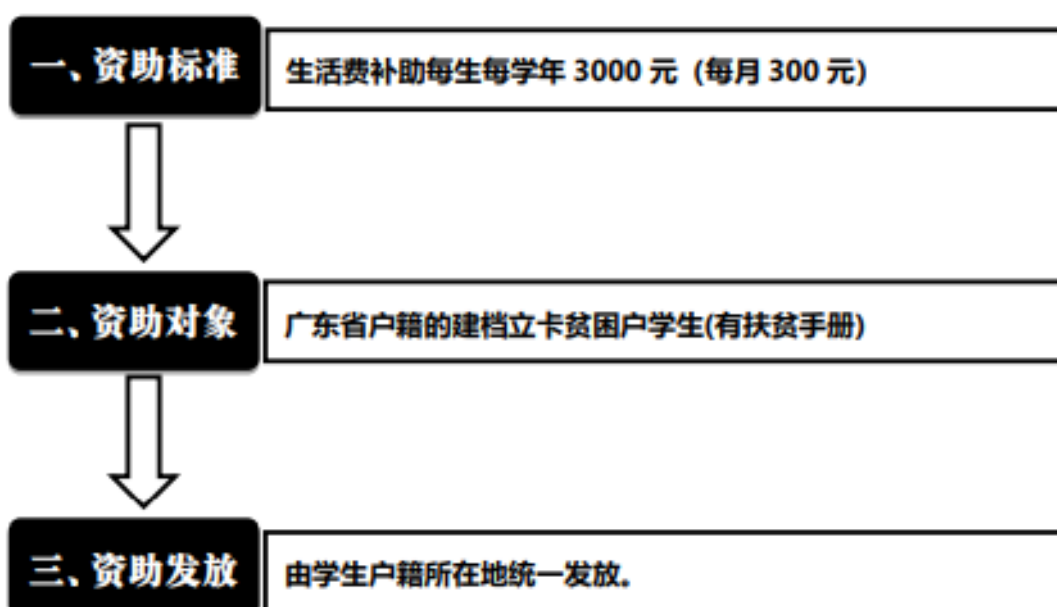 一、资助标准
生活费补助每生每学年 3000 元（每月 300 元）
二、资助对象
广东省户籍的建档立卡贫困户学生(有扶贫手册)
三、资助发放
由学生户籍所在地统一发放。